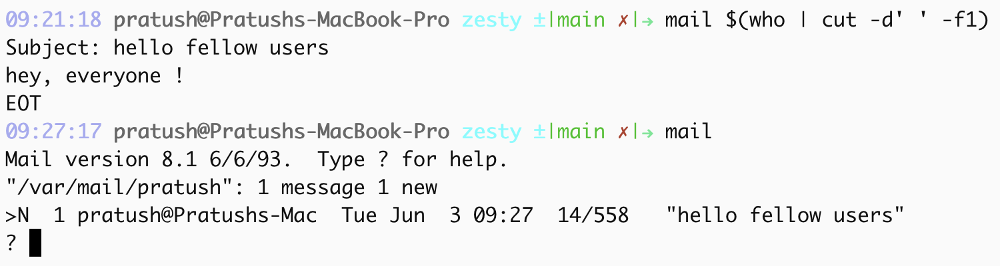 09:21:18 pratush@Pratushs-MacBook-Pro zesty ±|main ✗|→ mail $(who | cut -d' ' -f1)
Subject: hello fellow users
hey, everyone !
EOT
09:27:17 pratush@Pratushs-MacBook-Pro zesty ±|main ✗|→ mail
Mail version 8.1 6/6/93.  Type ? for help.
"/var/mail/pratush": 1 message 1 new
>N  1 pratush@Pratushs-Mac  Tue Jun  3 09:27  14/558   "hello fellow users"
?